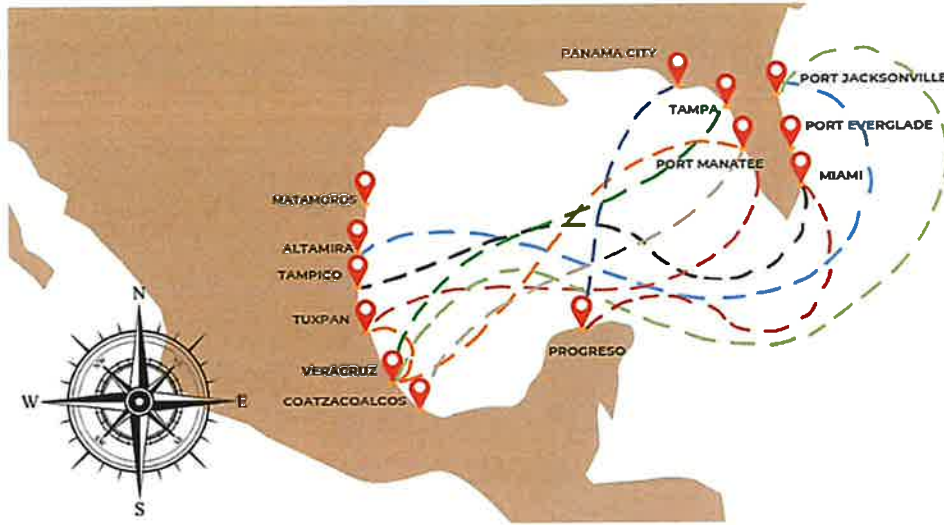 PANAMA CITY
PORT JACKSONVILLE
TAMPA
PORT EVERGLADE
PORT MANATEE
MIAMI
MATAMOROS
ALTAMIRA
TAMPICO
N
TUXPAN
PROGRESO
VERACRUZ
W
E
COATZACOALCOS
S